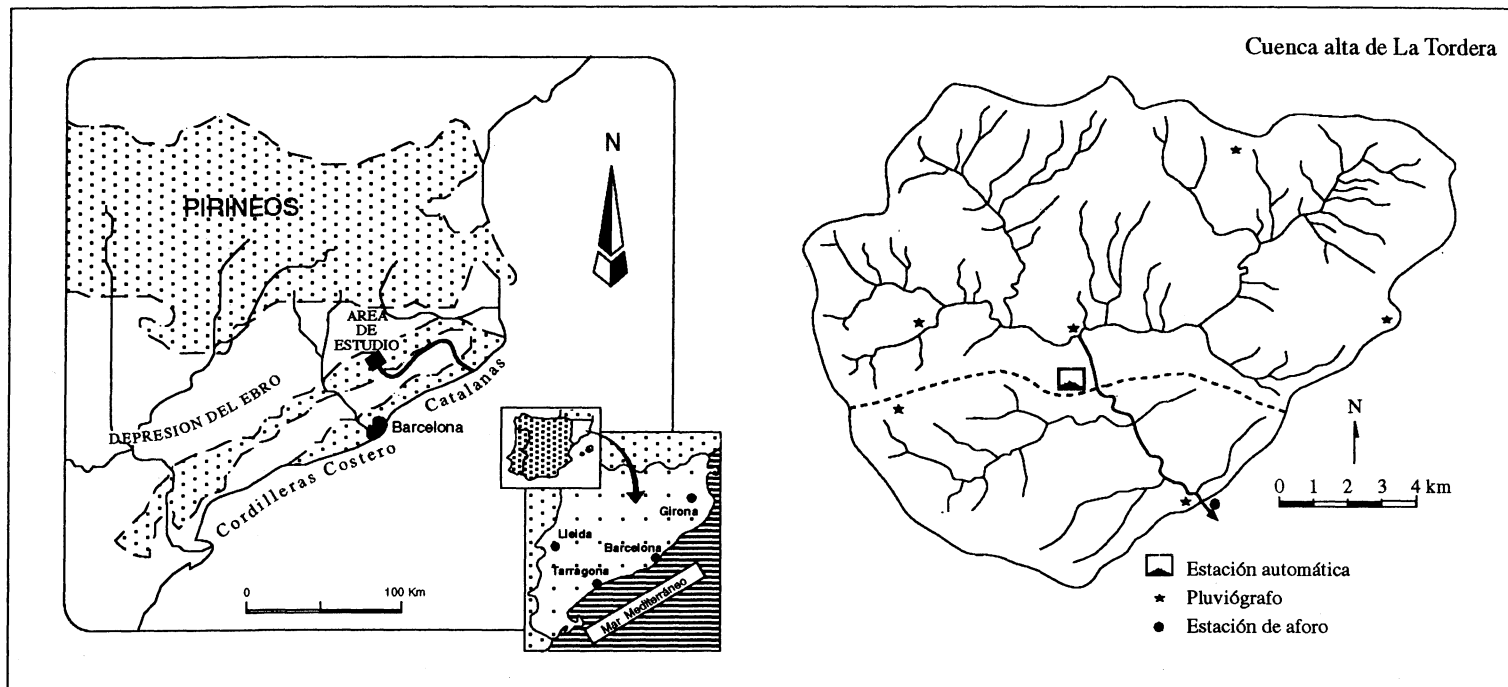 Cuenca alta de La Tordera
N
PIRINEOS
AREA
DE
ESTUDIO
DEPRESION DEL EBRO
Catalanas
Barcelona
Cordilleras Costero
0 100 Km
Girona
Lleida
Barcelona
Tarragona
Mar Mediterráneo
N
0 1 2 3 4 km
Estación automática
Pluviógrafo
Estación de aforo